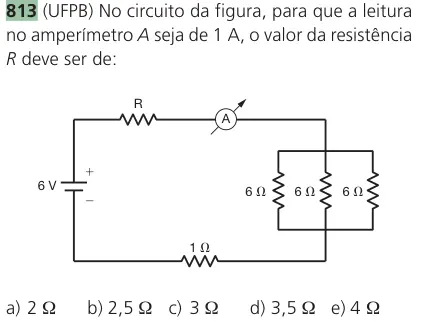 813 (UFPB) No circuito da figura, para que a leitura
no amperímetro A seja de 1 A, o valor da resistência
R deve ser de:
R
A
+
6 V
−
6 Ω 6 Ω 6 Ω
1 Ω
a) 2 Ω b) 2,5 Ω c) 3 Ω d) 3,5 Ω e) 4 Ω